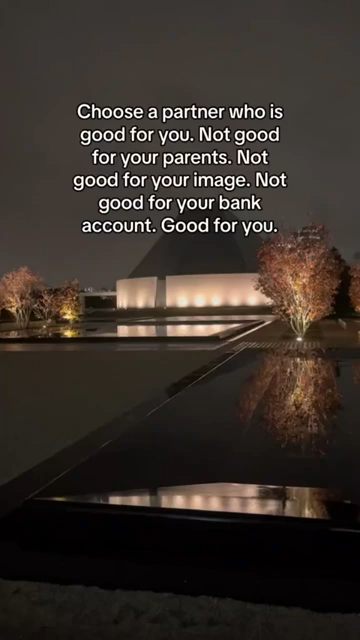 Choose a partner who is
good for you. Not good
for your parents. Not
good for your image. Not
good for your bank
account. Good for you.